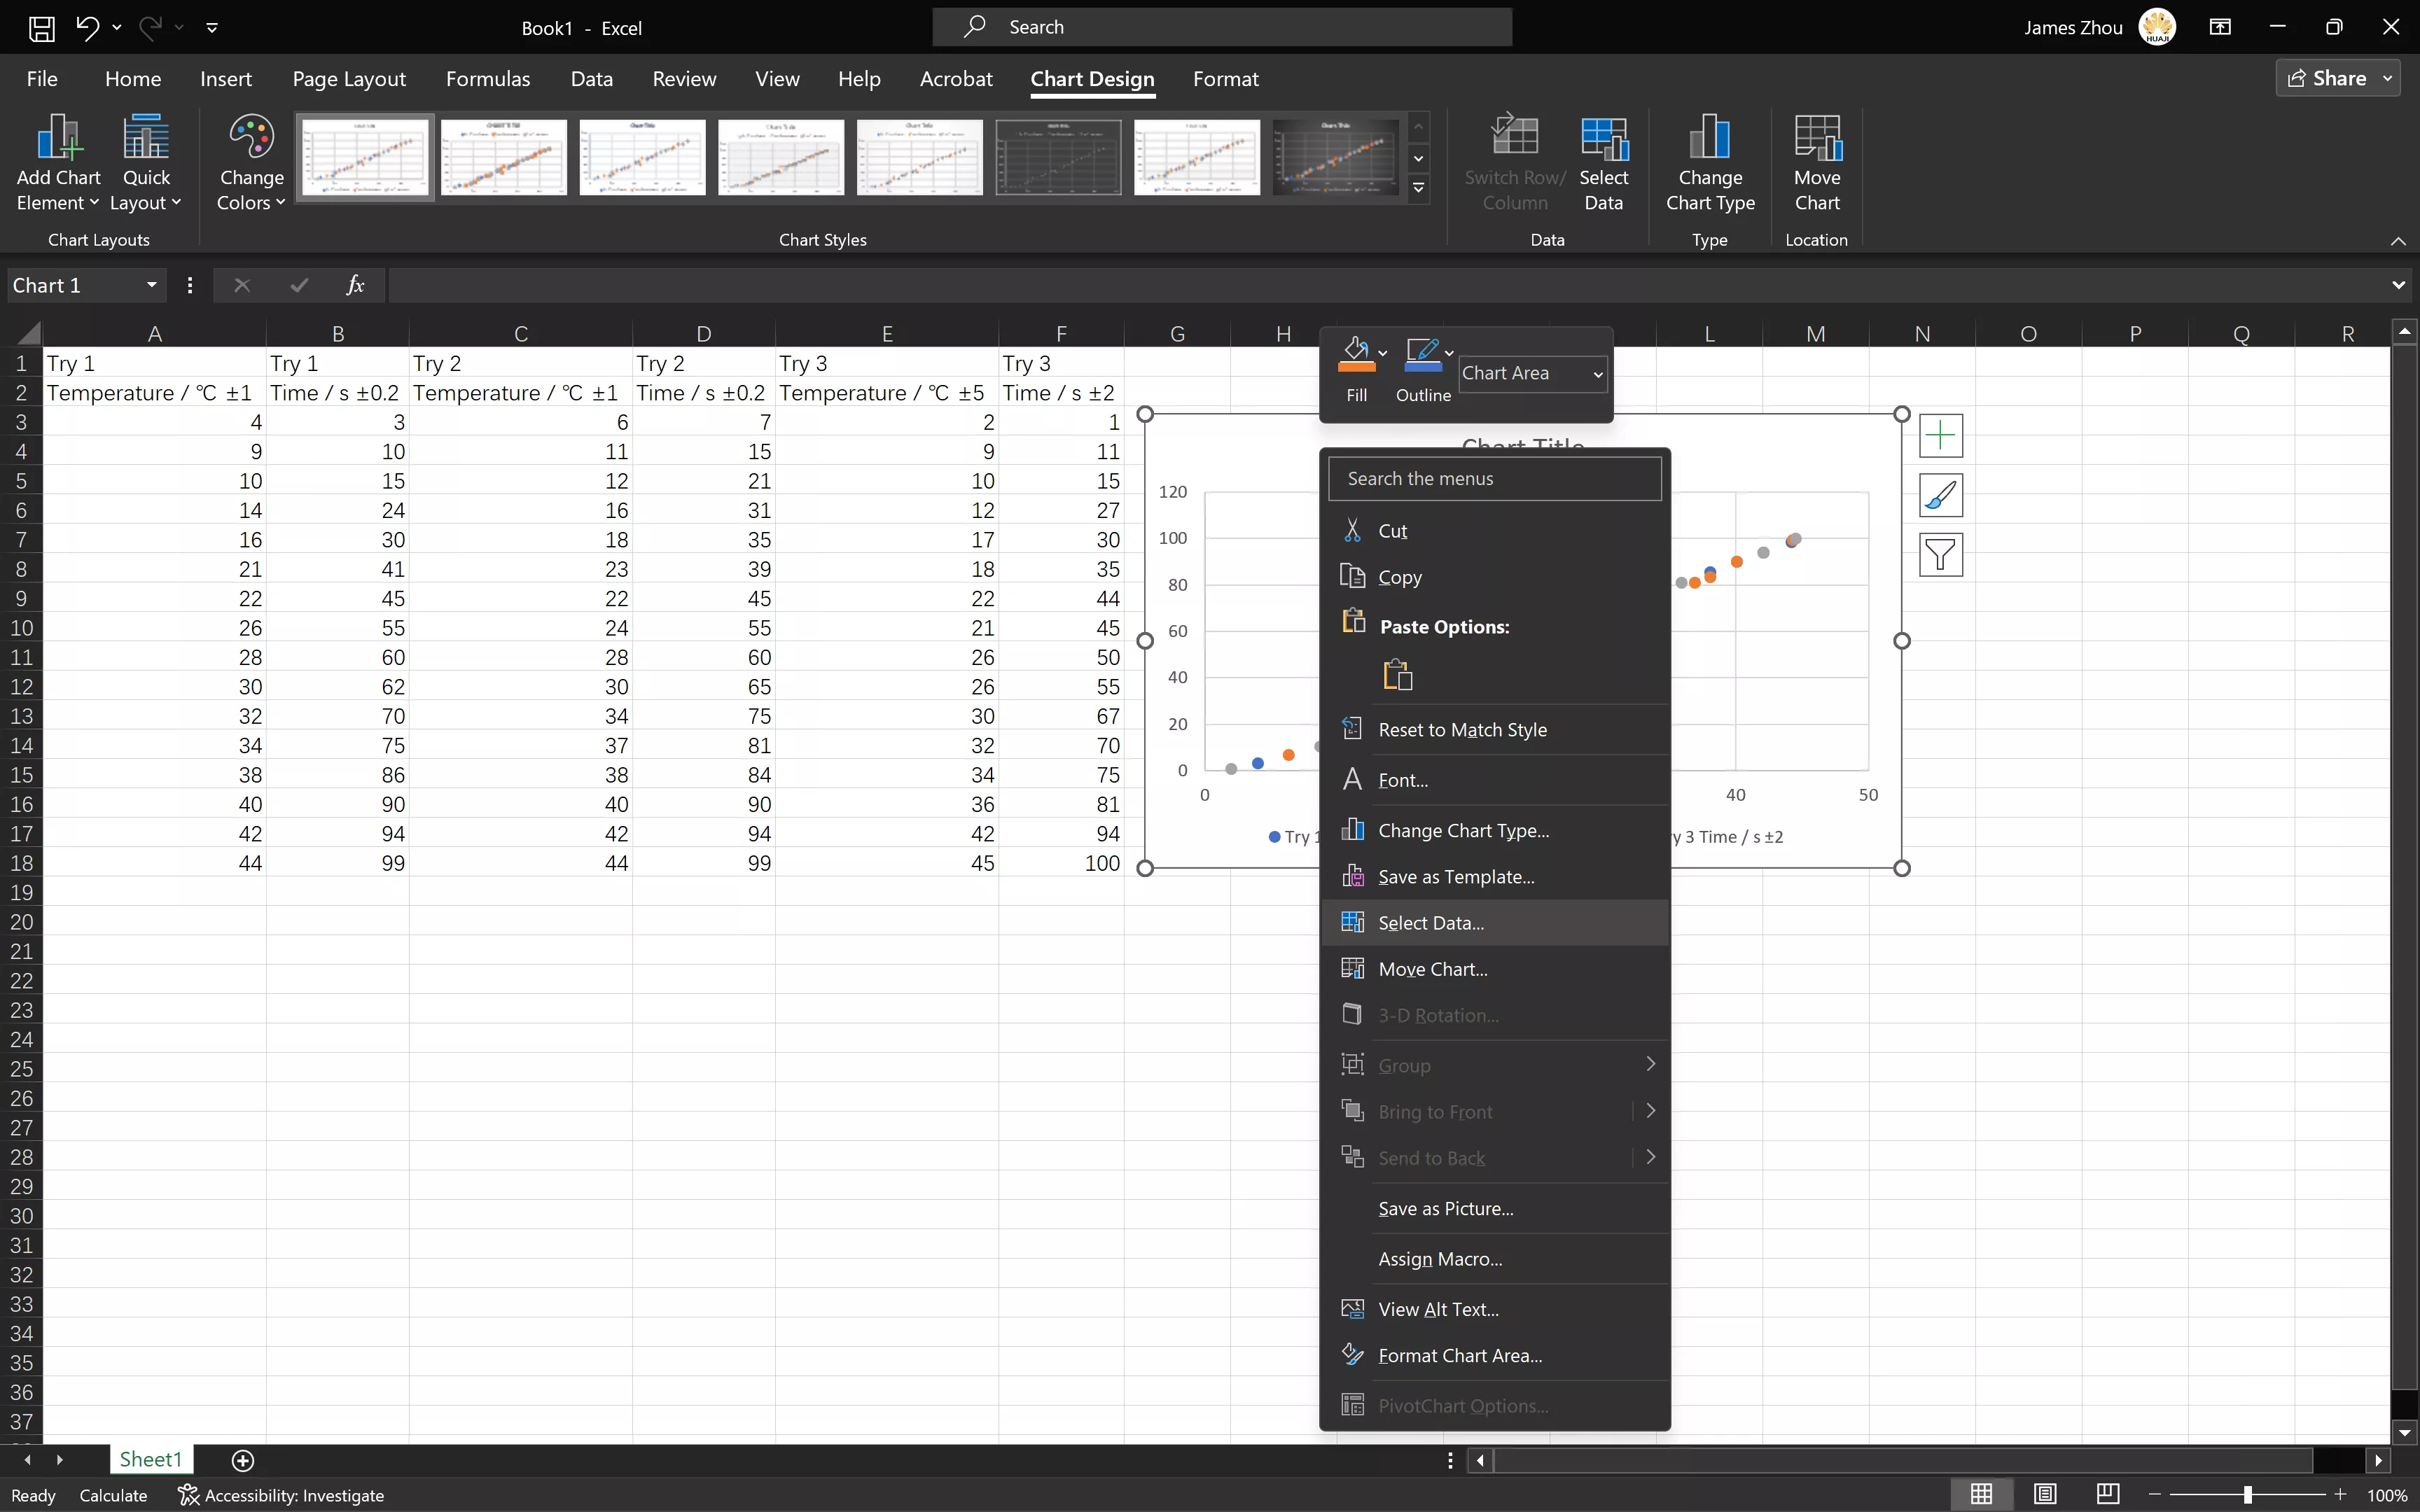 Book1 - Excel
Search
James Zhou
HUAJI
File Home Insert Page Layout Formulas Data Review View Help Acrobat Chart Design Format
Share
Add Chart Element
Quick Layout
Chart Layouts
Change Colors
Chart Styles
Switch Row/ Column
Select Data
Data
Change Chart Type
Type
Move Chart
Location
Chart 1
fx
A B C D E F G H L M N O P Q R
1 Try 1 Try 1 Try 2 Try 2 Try 3 Try 3
2 Temperature / ℃ ±1 Time / s ±0.2 Temperature / ℃ ±1 Time / s ±0.2 Temperature / ℃ ±5 Time / s ±2
3 4 3 6 7 2 1
4 9 10 11 15 9 11
5 10 15 12 21 10 15
6 14 24 16 31 12 27
7 16 30 18 35 17 30
8 21 41 23 39 18 35
9 22 45 22 45 22 44
10 26 55 24 55 21 45
11 28 60 28 60 26 50
12 30 62 30 65 26 55
13 32 70 34 75 30 67
14 34 75 37 81 32 70
15 38 86 38 84 34 75
16 40 90 40 90 36 81
17 42 94 42 94 42 94
18 44 99 44 99 45 100
19
20
21
22
23
24
25
26
27
28
29
30
31
32
33
34
35
36
37
Fill
Outline
Chart Area
Chart Title
120
100
80
60
40
20
0
0 40 50
Try 1
y 3 Time / s ±2
Search the menus
Cut
Copy
Paste Options:
Reset to Match Style
Font...
Change Chart Type...
Save as Template...
Select Data...
Move Chart...
3-D Rotation...
Group
Bring to Front
Send to Back
Save as Picture...
Assign Macro...
View Alt Text...
Format Chart Area...
PivotChart Options...
Sheet1
Ready Calculate Accessibility: Investigate
100%